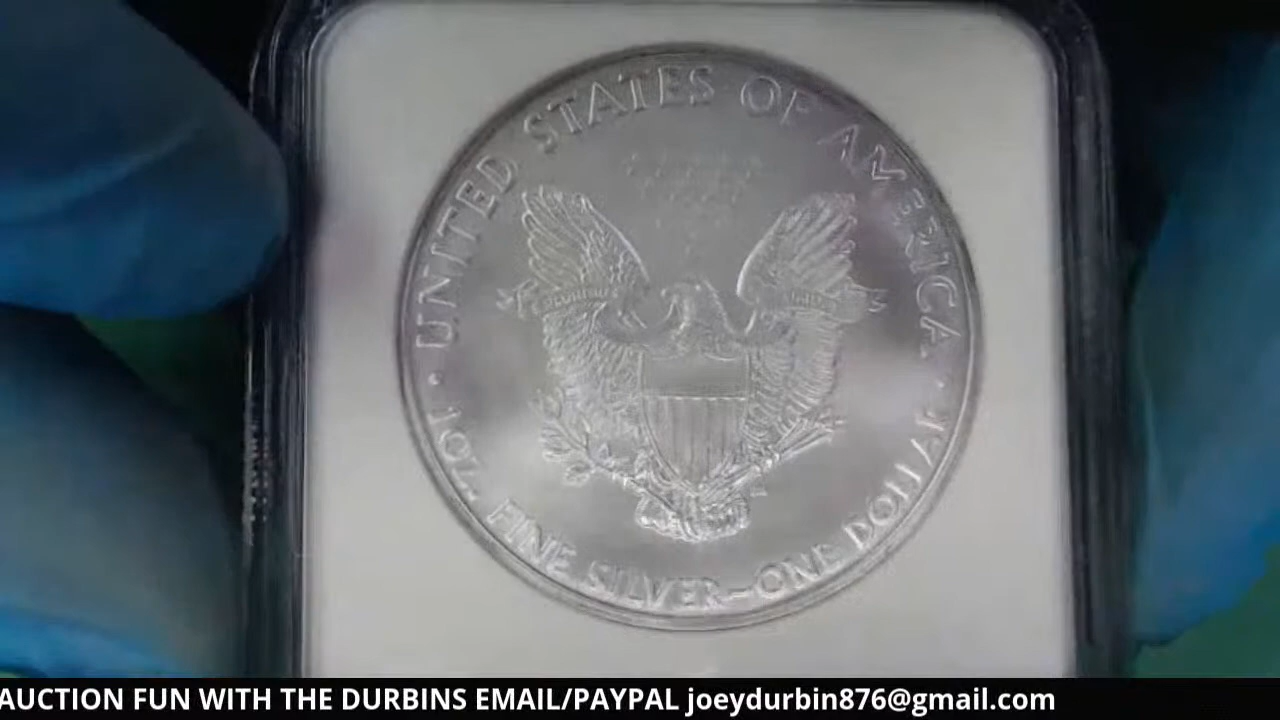 UNITED STATES OF AMERICA
PLURIBUS
1 OZ. FINE SILVER–ONE DOLLAR
AUCTION FUN WITH THE DURBINS EMAIL/PAYPAL joeydurbin876@gmail.com